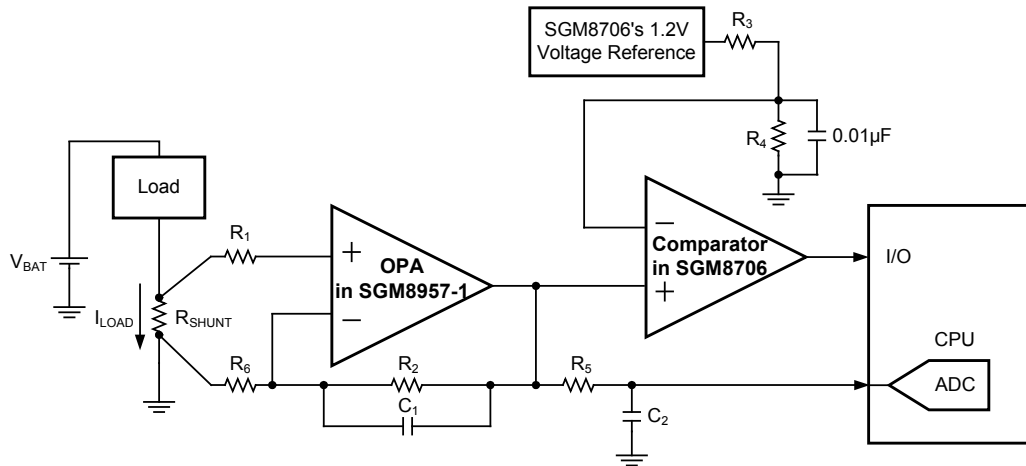 SGM8706's 1.2V
Voltage Reference
R3
R4
0.01µF
Load
VBAT
R1
ILOAD
RSHUNT
R6
+
OPA
in SGM8957-1
−
R2
C1
−
Comparator
in SGM8706
+
R5
C2
I/O
CPU
ADC